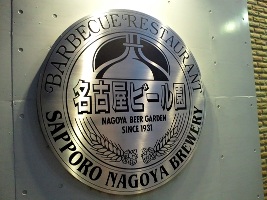 BARBECUE RESTAURANT
名古屋ビール園
NAGOYA BEER GARDEN
SINCE 1931
SAPPORO NAGOYA BREWERY